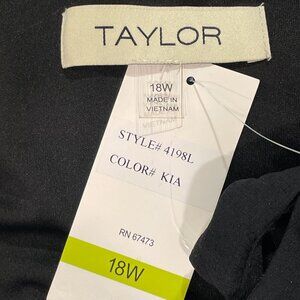 TAYLOR
18W
MADE IN
VIETNAM
STYLE# 4198L
COLOR# KIA
RN 67473
18W